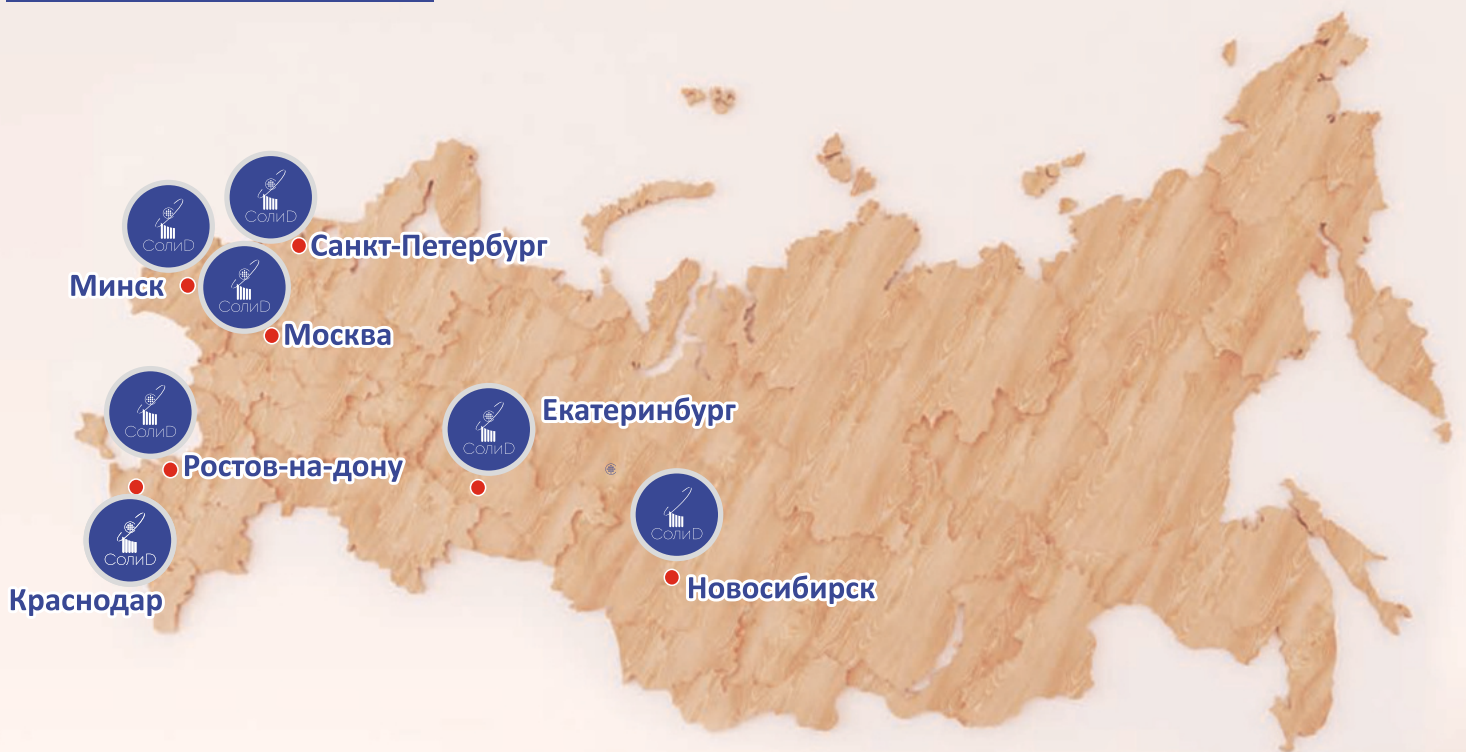 СолиD
СолиD
Санкт-Петербург
Минск
СолиD
Москва
СолиD
Екатеринбург
СолиD
Ростов-на-дону
СолиD
СолиD
Новосибирск
Краснодар